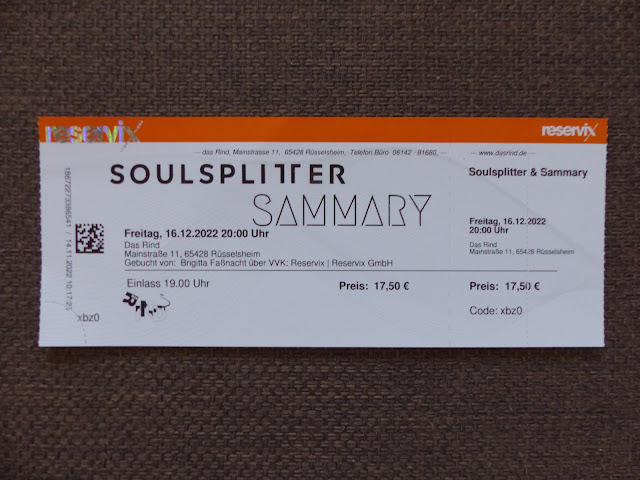 reservix
reservix
— das Rind, Mainstrasse 11, 65428 Rüsselsheim, Telefon Büro 06142 - 81680, — — www.dasrind.de —
SOULSPLITTER
SAMMARY
Freitag, 16.12.2022 20:00 Uhr
Das Rind
Mainstraße 11, 65428 Rüsselsheim
Gebucht von: Brigitta Faßnacht über VVK: Reservix | Reservix GmbH
Einlass 19.00 Uhr
Preis: 17,50 €
xbz0
Soulsplitter & Sammary
Freitag, 16.12.2022
20:00 Uhr
Das Rind
Mainstraße 11, 65428 Rüsselsheim
Preis: 17,50 €
Code: xbz0